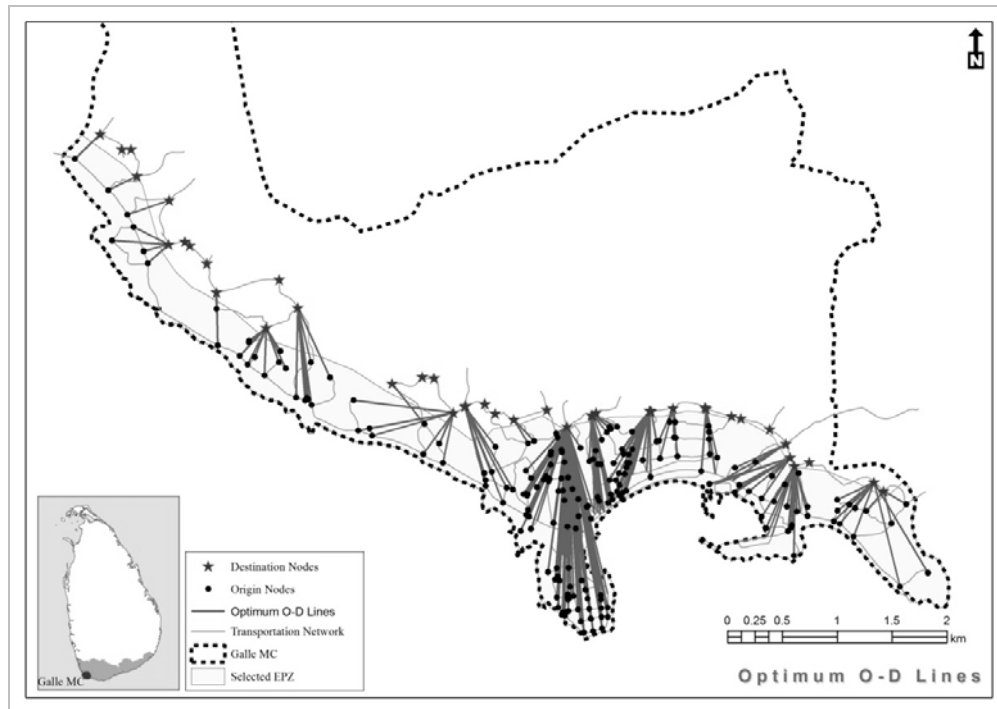 N
Destination Nodes
Origin Nodes
Optimum O-D Lines
Transportation Network
Galle MC
Selected EPZ
Galle MC
0 0.25 0.5 1 1.5 2
km
Optimum O-D Lines